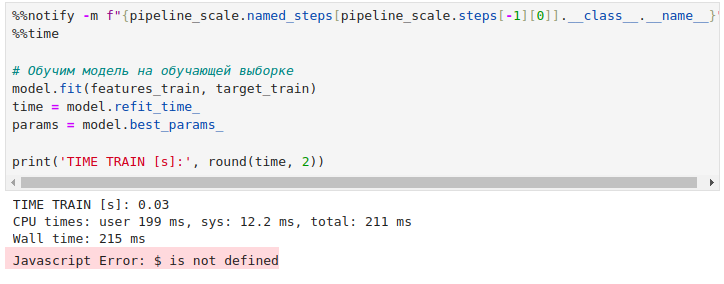 %%notify -m f"{pipeline_scale.named_steps[pipeline_scale.steps[-1][0]].__class__.__name__}"
%%time
# Обучим модель на обучающей выборке
model.fit(features_train, target_train)
time = model.refit_time_
params = model.best_params_
print('TIME TRAIN [s]:', round(time, 2))
TIME TRAIN [s]: 0.03
CPU times: user 199 ms, sys: 12.2 ms, total: 211 ms
Wall time: 215 ms
Javascript Error: $ is not defined